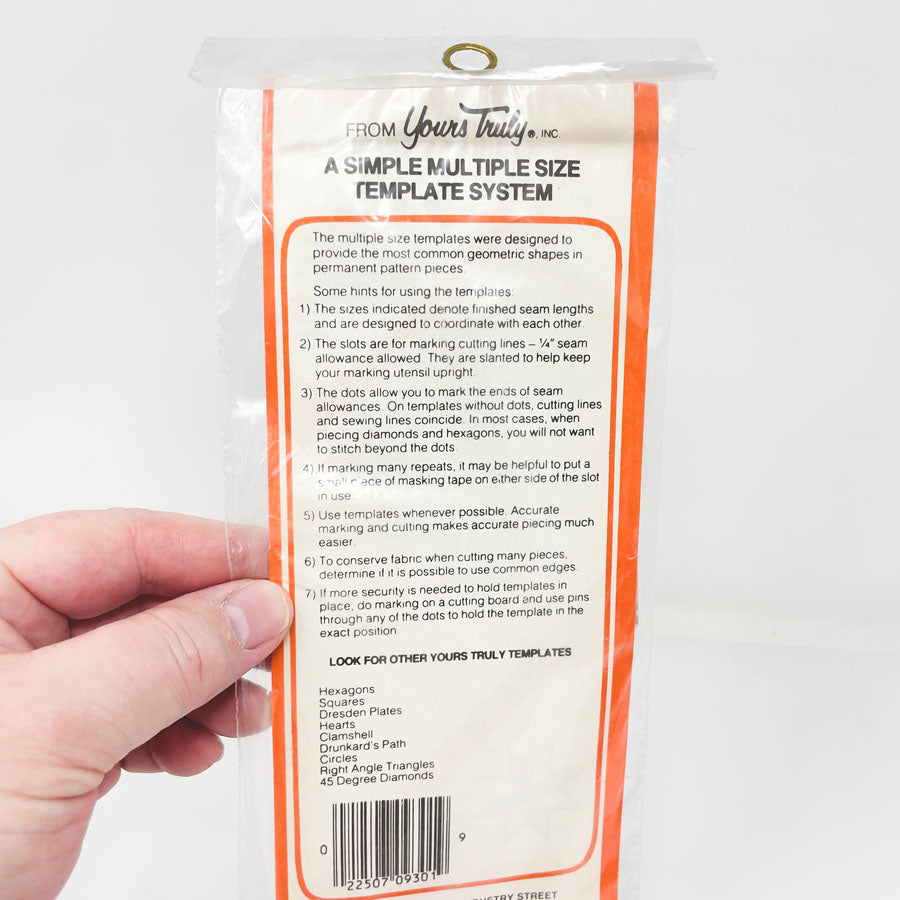 FROM Yours Truly®, INC.
A SIMPLE MULTIPLE SIZE
TEMPLATE SYSTEM
The multiple size templates were designed to
provide the most common geometric shapes in
permanent pattern pieces.
Some hints for using the templates:
1) The sizes indicated denote finished seam lengths
and are designed to coordinate with each other.
2) The slots are for marking cutting lines – ¼" seam
allowance allowed. They are slanted to help keep
your marking utensil upright.
3) The dots allow you to mark the ends of seam
allowances. On templates without dots, cutting lines
and sewing lines coincide. In most cases, when
piecing diamonds and hexagons, you will not want
to stitch beyond the dots.
4) If marking many repeats, it may be helpful to put a
small piece of masking tape on either side of the slot
in use.
5) Use templates whenever possible. Accurate
marking and cutting makes accurate piecing much
easier.
6) To conserve fabric when cutting many pieces,
determine if it is possible to use common edges.
7) If more security is needed to hold templates in
place, do marking on a cutting board and use pins
through any of the dots to hold the template in the
exact position.
LOOK FOR OTHER YOURS TRULY TEMPLATES
Hexagons
Squares
Dresden Plates
Hearts
Clamshell
Drunkard's Path
Circles
Right Angle Triangles
45 Degree Diamonds
0 22507 09301 9
STREET